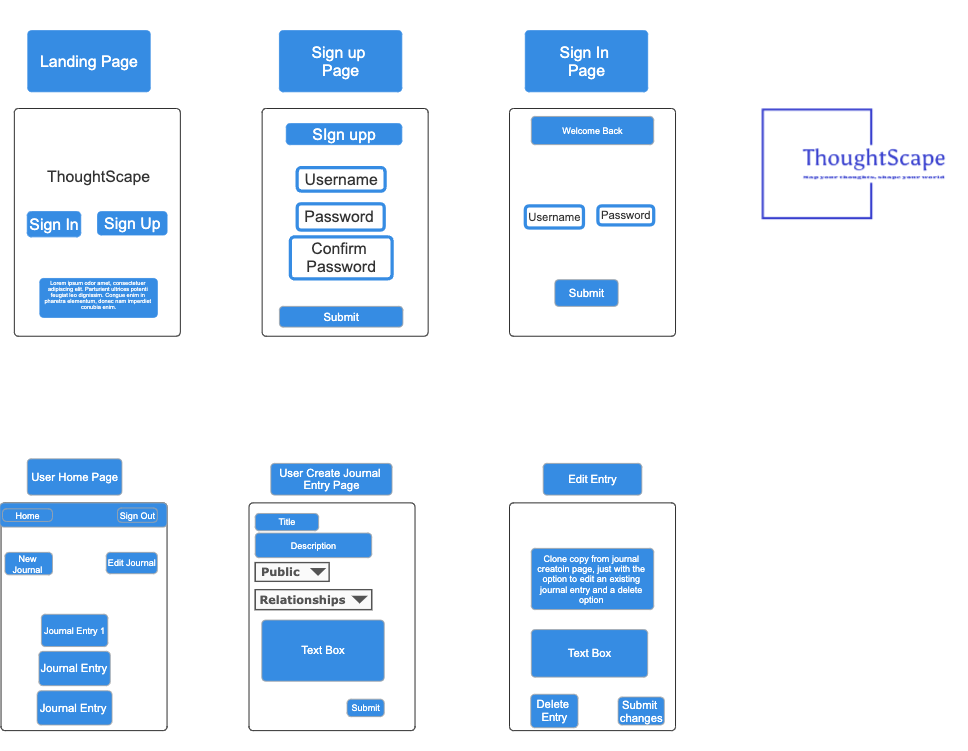 Landing Page
Sign up
Page
Sign In
Page
ThoughtScape
Sign In
Sign Up
Lorem ipsum odor amet, consectetuer
adipiscing elit. Parturient ultrices potenti
feugiat leo dignissim. Congue enim in
pharetra elementum, donec nam imperdiet
conubia enim.
SIgn upp
Username
Password
Confirm
Password
Submit
Welcome Back
Username
Password
Submit
ThoughtScape
Map your thoughts, shape your world
User Home Page
Home
Sign Out
New
Journal
Edit Journal
Journal Entry 1
Journal Entry
Journal Entry
User Create Journal
Entry Page
Title
Description
Public
Relationships
Text Box
Submit
Edit Entry
Clone copy from journal
creatoin page, just with the
option to edit an existing
journal entry and a delete
option
Text Box
Delete
Entry
Submit
changes